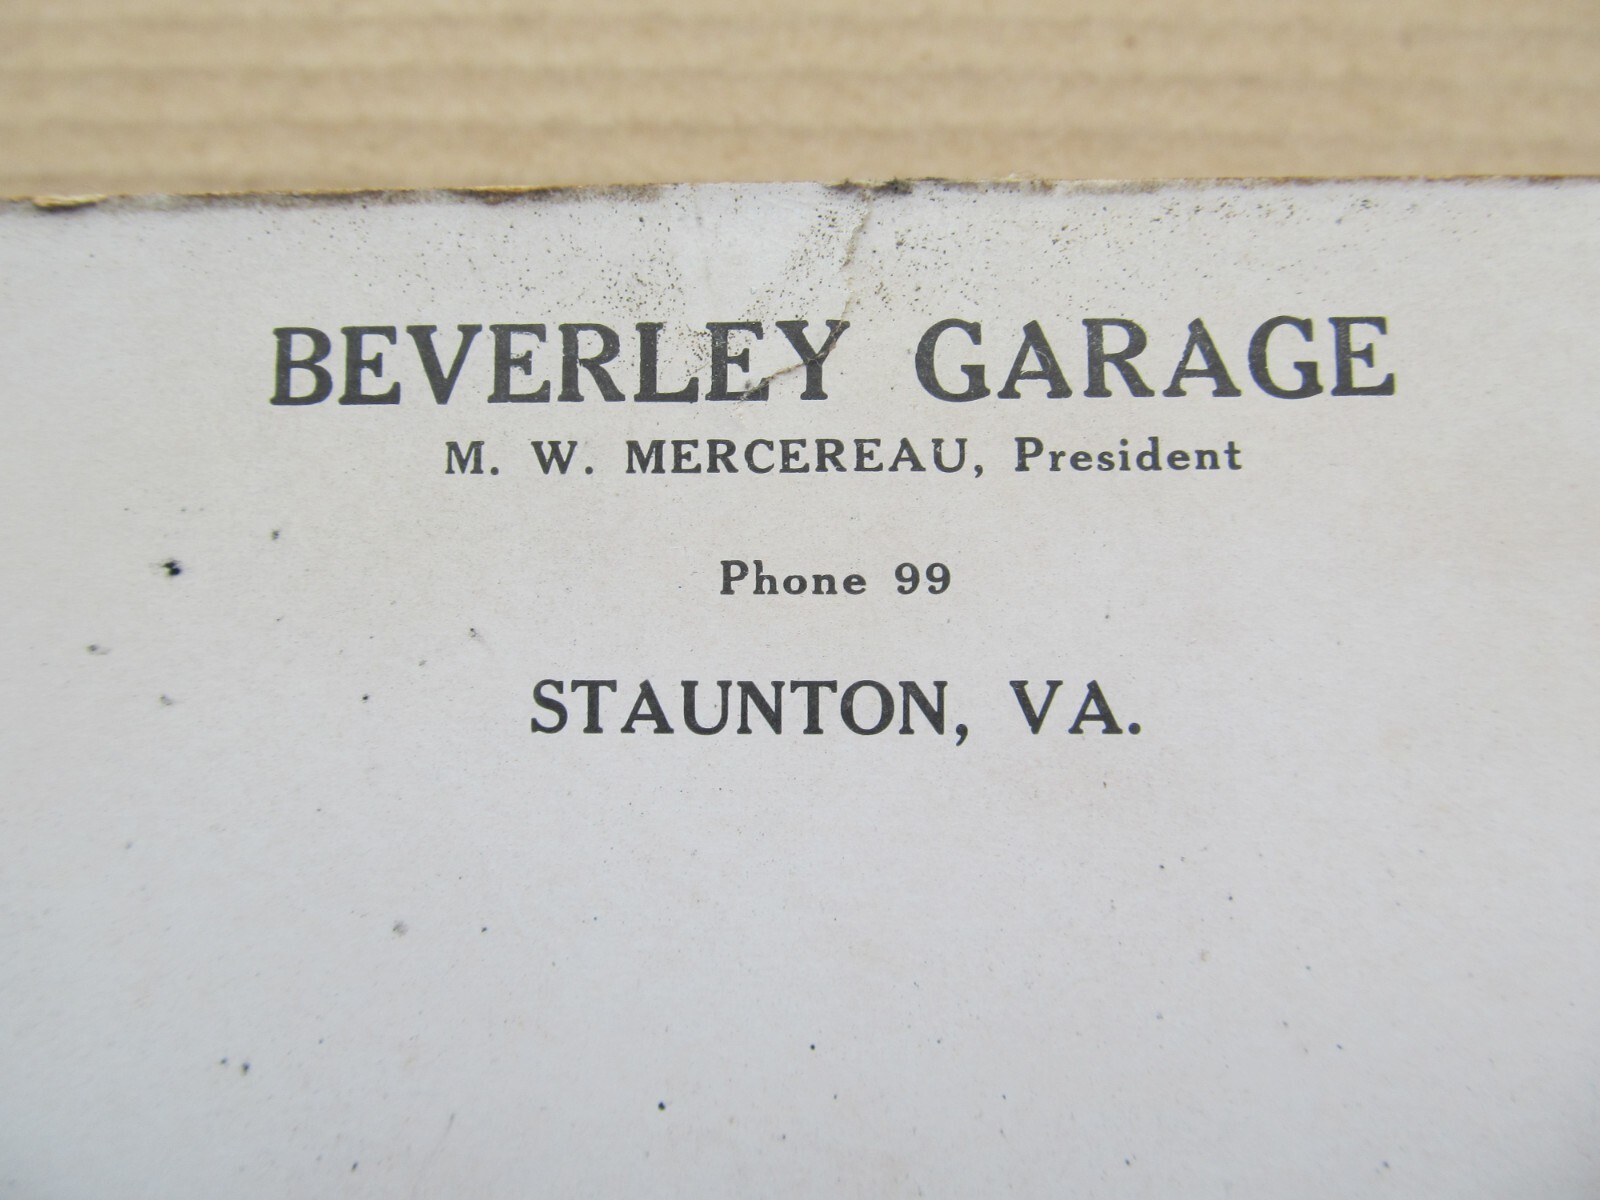 BEVERLEY GARAGE
M. W. MERCEREAU, President
Phone 99
STAUNTON, VA.